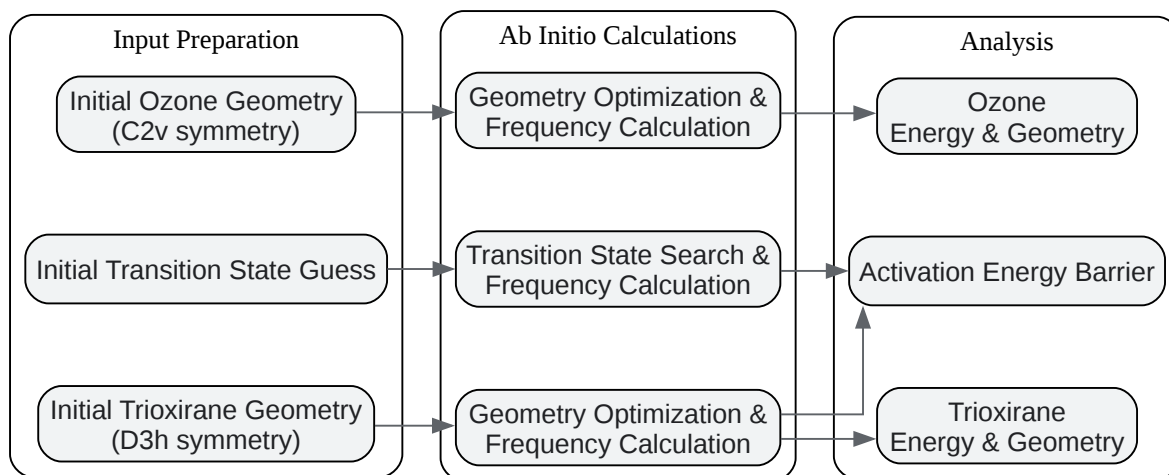 Input Preparation
Initial Ozone Geometry
(C2v symmetry)
Initial Transition State Guess
Initial Trioxirane Geometry
(D3h symmetry)
Ab Initio Calculations
Geometry Optimization &
Frequency Calculation
Transition State Search &
Frequency Calculation
Geometry Optimization &
Frequency Calculation
Analysis
Ozone
Energy & Geometry
Activation Energy Barrier
Trioxirane
Energy & Geometry